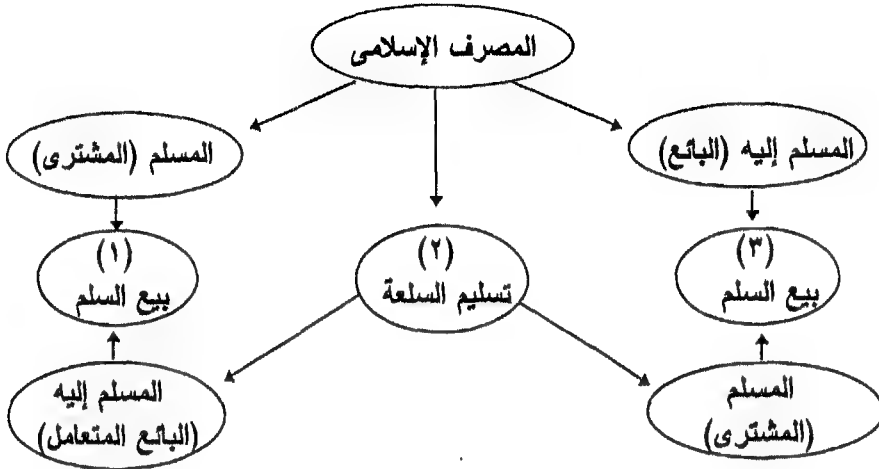 المصرف الإسلامى
المسلم إليه (البائع)
المسلم (المشترى)
(٣)
بيع السلم
(٢)
تسليم السلعة
(١)
بيع السلم
المسلم
(المشترى)
المسلم إليه
(البائع المتعامل)